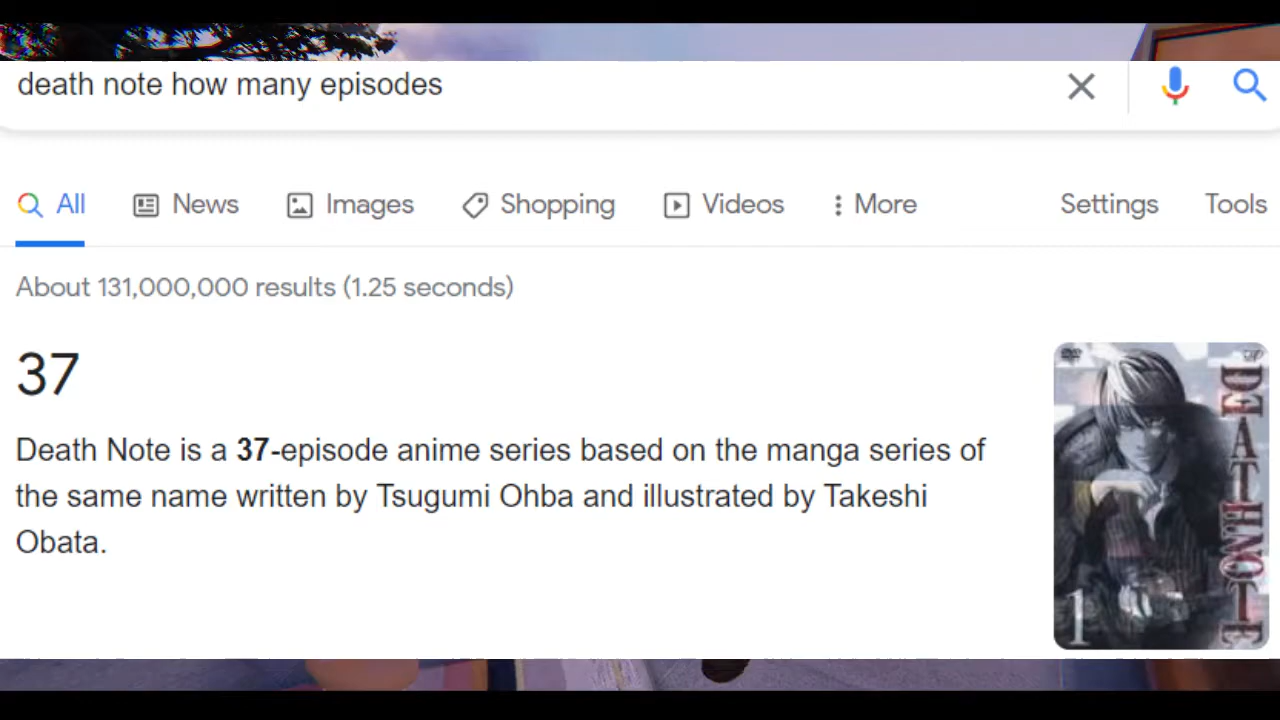 death note how many episodes
All News Images Shopping Videos More Settings Tools
About 131,000,000 results (1.25 seconds)
37
Death Note is a 37-episode anime series based on the manga series of
the same name written by Tsugumi Ohba and illustrated by Takeshi
Obata.
DVD
DEATH NOTE
1